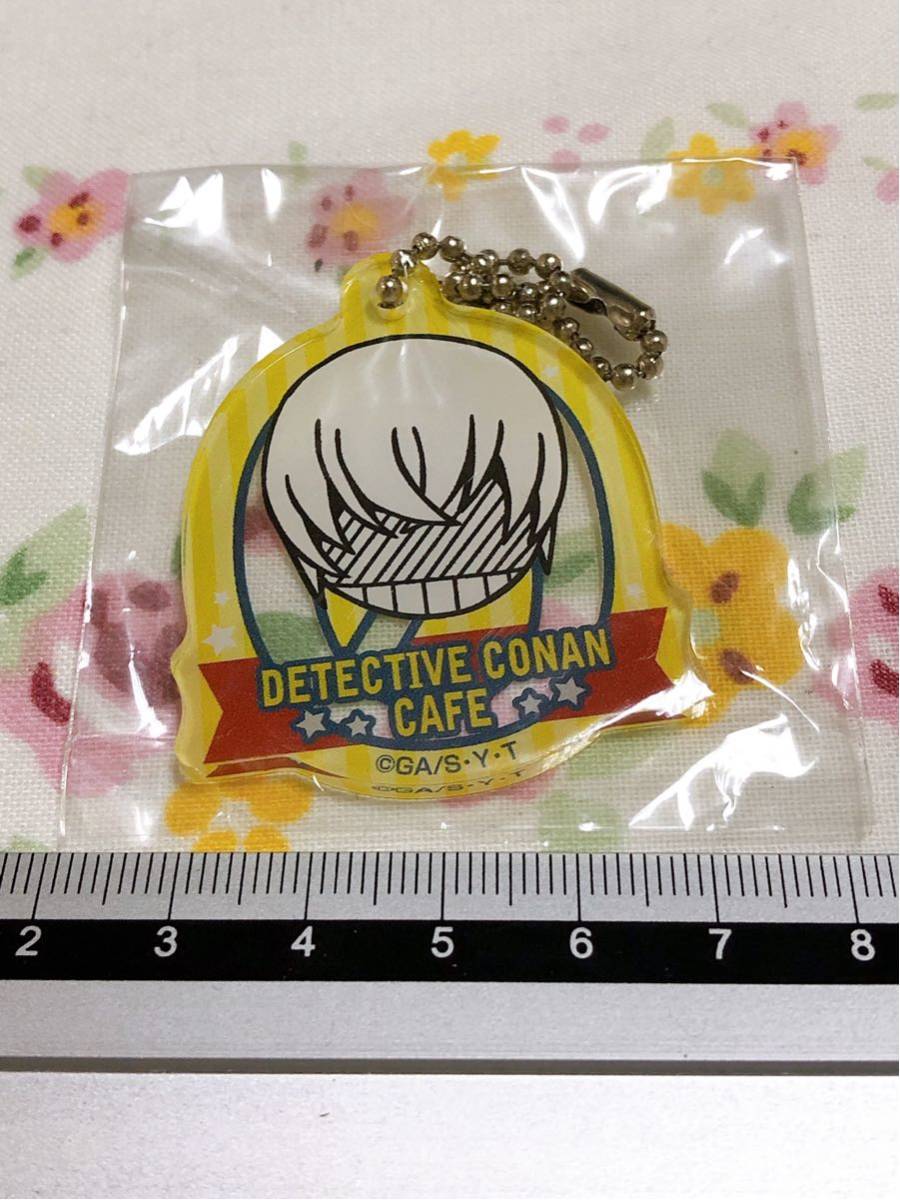 DETECTIVE CONAN
CAFE
©GA/S・Y・T
©GA/S・Y・T
2 3 4 5 6 7 8